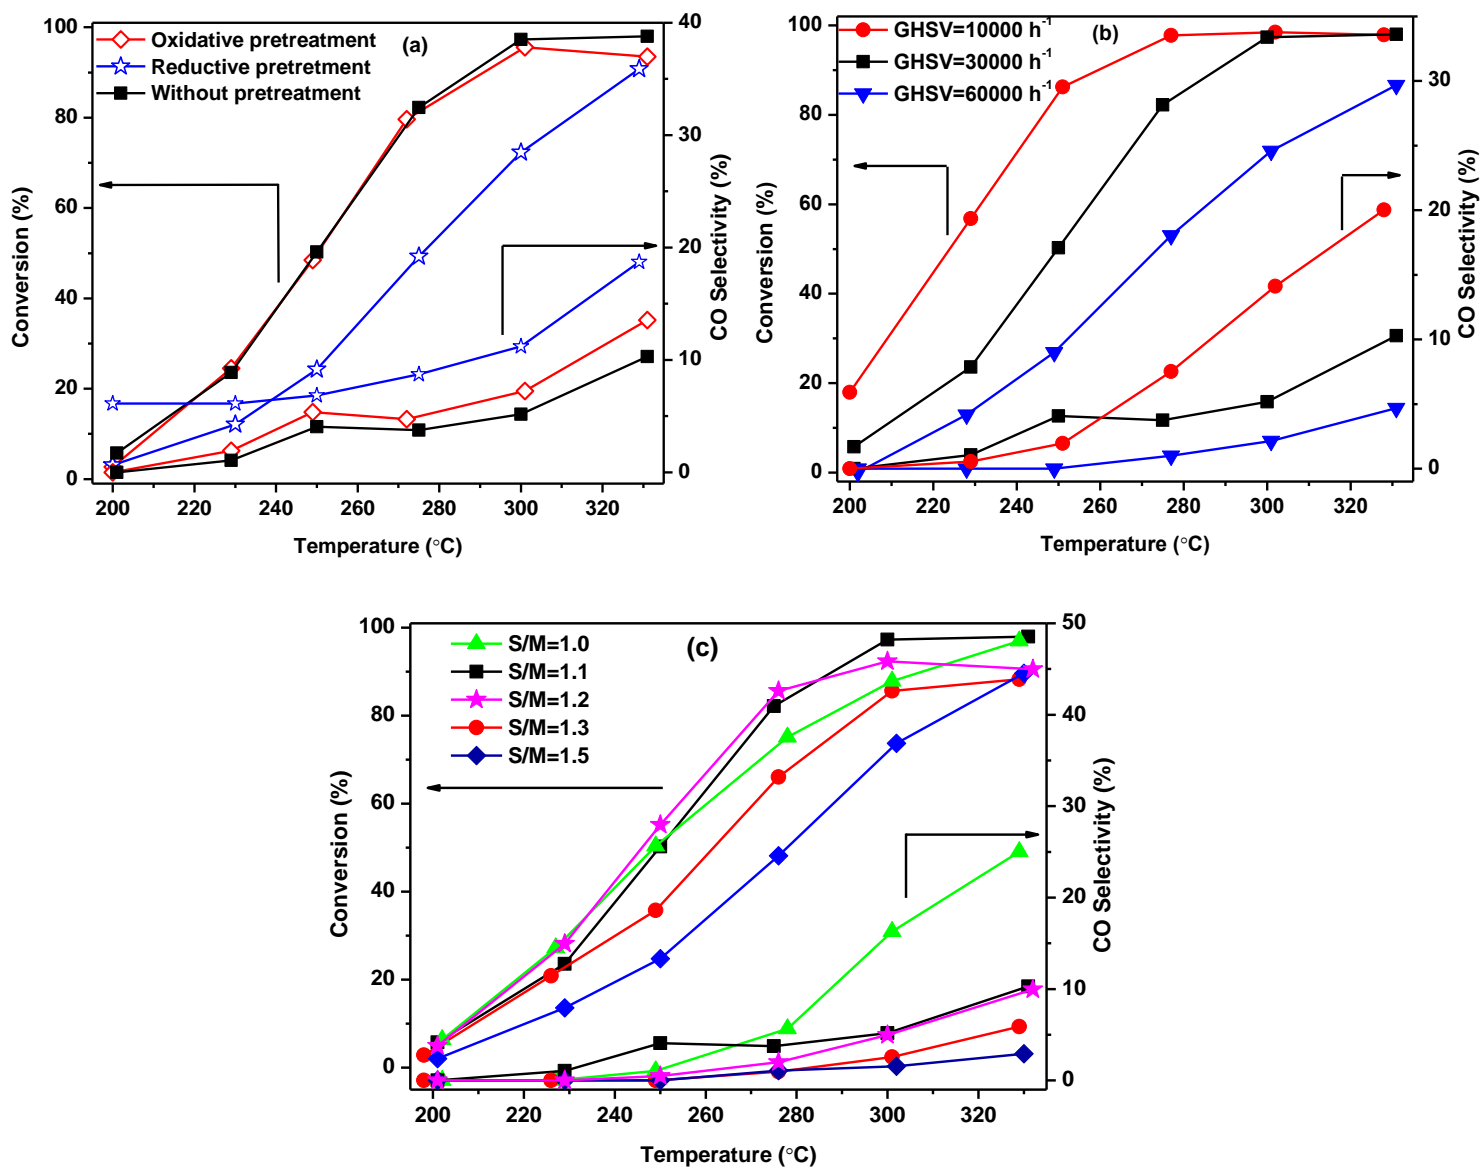 (a)
Oxidative pretreatment
Reductive pretretment
Without pretreatment
100
80
60
40
20
0
Conversion (%)
40
30
20
10
0
CO Selectivity (%)
200
220
240
260
280
300
320
Temperature (°C)
(b)
GHSV=10000 h⁻¹
GHSV=30000 h⁻¹
GHSV=60000 h⁻¹
100
80
60
40
20
0
Conversion (%)
30
20
10
0
CO Selectivity (%)
200
220
240
260
280
300
320
Temperature (°C)
(c)
S/M=1.0
S/M=1.1
S/M=1.2
S/M=1.3
S/M=1.5
100
80
60
40
20
0
Conversion (%)
50
40
30
20
10
0
CO Selectivity (%)
200
220
240
260
280
300
320
Temperature (°C)